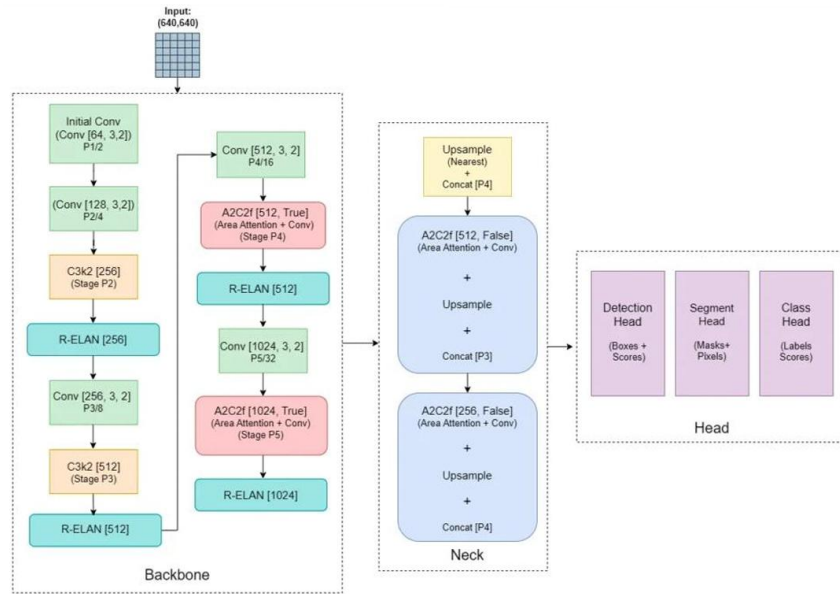 Input:
(640,640)
Initial Conv
(Conv [64, 3,2])
P1/2
(Conv [128, 3,2])
P2/4
C3k2 [256]
(Stage P2)
R-ELAN [256]
Conv [256, 3, 2]
P3/8
C3k2 [512]
(Stage P3)
R-ELAN [512]
Conv [512, 3, 2]
P4/16
A2C2f [512, True]
(Area Attention + Conv)
(Stage P4)
R-ELAN [512]
Conv [1024, 3, 2]
P5/32
A2C2f [1024, True]
(Area Attention + Conv)
(Stage P5)
R-ELAN [1024]
Backbone
Upsample
(Nearest)
+
Concat [P4]
A2C2f [512, False]
(Area Attention + Conv)
+
Upsample
+
Concat [P3]
A2C2f [256, False]
(Area Attention + Conv)
+
Upsample
+
Concat [P4]
Neck
Detection
Head
(Boxes +
Scores)
Segment
Head
(Masks+
Pixels)
Class
Head
(Labels
Scores)
Head